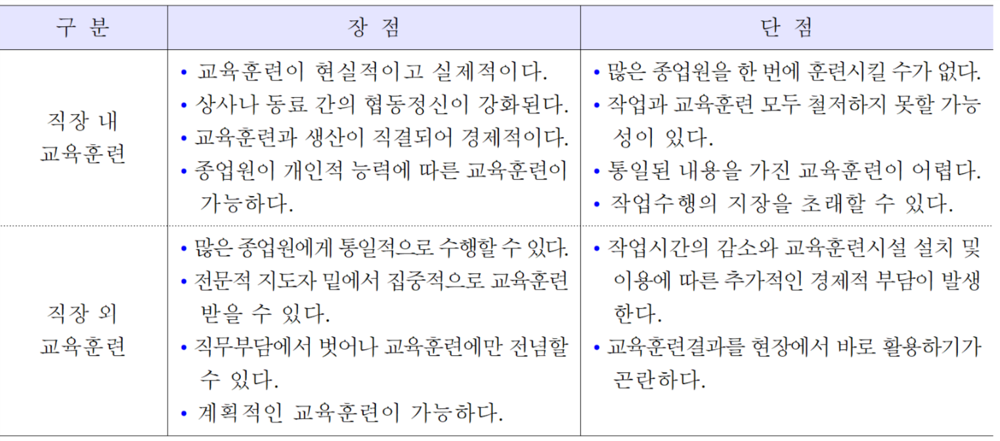 구 분
장 점
단 점
직장 내
교육훈련
• 교육훈련이 현실적이고 실제적이다.
• 상사나 동료 간의 협동정신이 강화된다.
• 교육훈련과 생산이 직결되어 경제적이다.
• 종업원이 개인적 능력에 따른 교육훈련이
가능하다.
• 많은 종업원을 한 번에 훈련시킬 수가 없다.
• 작업과 교육훈련 모두 철저하지 못할 가능
성이 있다.
• 통일된 내용을 가진 교육훈련이 어렵다.
• 작업수행의 지장을 초래할 수 있다.
직장 외
교육훈련
• 많은 종업원에게 통일적으로 수행할 수 있다.
• 전문적 지도자 밑에서 집중적으로 교육훈련
받을 수 있다.
• 직무부담에서 벗어나 교육훈련에만 전념할
수 있다.
• 계획적인 교육훈련이 가능하다.
• 작업시간의 감소와 교육훈련시설 설치 및
이용에 따른 추가적인 경제적 부담이 발생
한다.
• 교육훈련결과를 현장에서 바로 활용하기가
곤란하다.